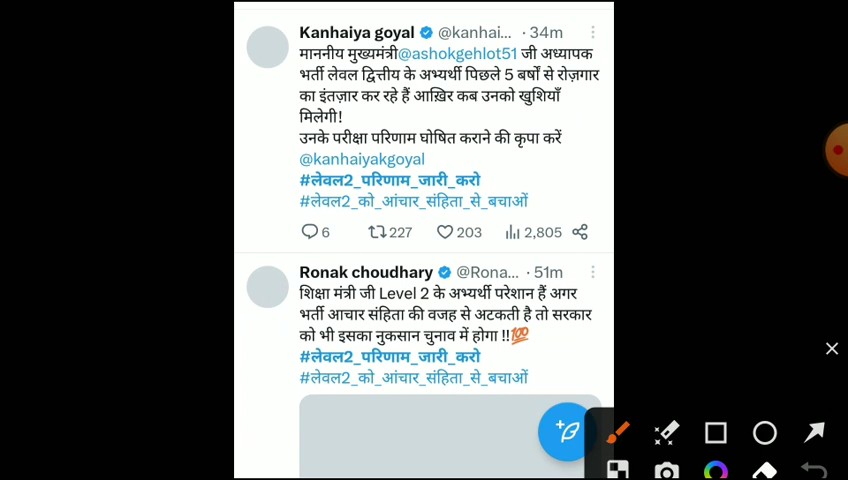 Kanhaiya goyal @kanhai... · 34m
माननीय मुख्यमंत्री@ashokgehlot51 जी अध्यापक
भर्ती लेवल द्वित्तीय के अभ्यर्थी पिछले 5 बर्षों से रोज़गार
का इंतज़ार कर रहे हैं आख़िर कब उनको खुशियाँ
मिलेगी!
उनके परीक्षा परिणाम घोषित कराने की कृपा करें
@kanhaiyakgoyal
#लेवल2_परिणाम_जारी_करो
#लेवल2_को_आंचार_संहिता_से_बचाओं
6 227 203 2,805
Ronak choudhary @Rona... · 51m
शिक्षा मंत्री जी Level 2 के अभ्यर्थी परेशान हैं अगर
भर्ती आचार संहिता की वजह से अटकती है तो सरकार
को भी इसका नुकसान चुनाव में होगा !!💯
#लेवल2_परिणाम_जारी_करो
#लेवल2_को_आंचार_संहिता_से_बचाओं